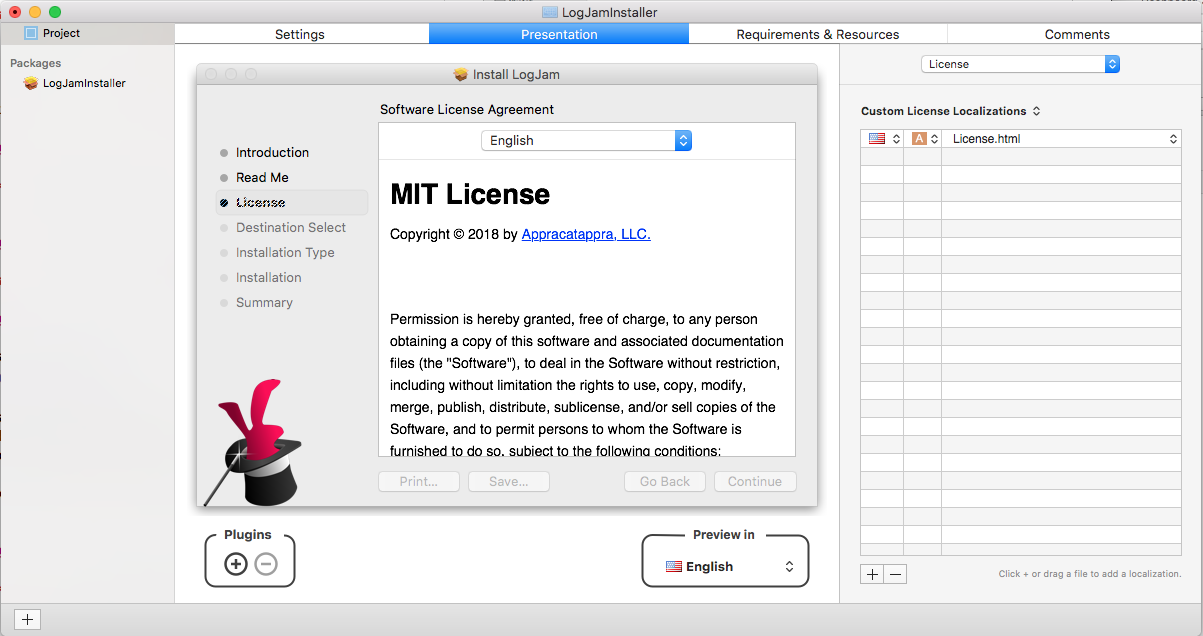 LogJamInstaller
Project
Packages
LogJamInstaller
Settings
Presentation
Requirements & Resources
Comments
Install LogJam
Software License Agreement
Introduction
Read Me
License
Destination Select
Installation Type
Installation
Summary
English
MIT License
Copyright © 2018 by Appracatappra, LLC.
Permission is hereby granted, free of charge, to any person
obtaining a copy of this software and associated documentation
files (the "Software"), to deal in the Software without restriction,
including without limitation the rights to use, copy, modify,
merge, publish, distribute, sublicense, and/or sell copies of the
Software, and to permit persons to whom the Software is
furnished to do so, subject to the following conditions:
Print...
Save...
Go Back
Continue
Plugins
Preview in
English
License
Custom License Localizations
A
License.html
Click + or drag a file to add a localization.